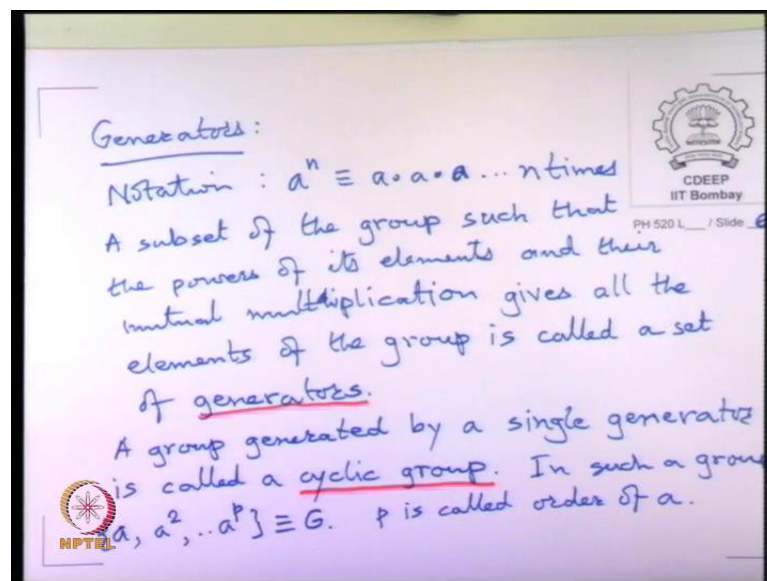 Generators:
CDEEP
IIT Bombay
PH 520 L__ / Slide 6
Notation : aⁿ ≡ a∘a∘a... n times
A subset of the group such that
the powers of its elements and their
mutual multiplication gives all the
elements of the group is called a set
of generators.
A group generated by a single generator
is called a cyclic group. In such a group
{a, a², ..aᵖ} ≡ G. p is called order of a.
NPTEL